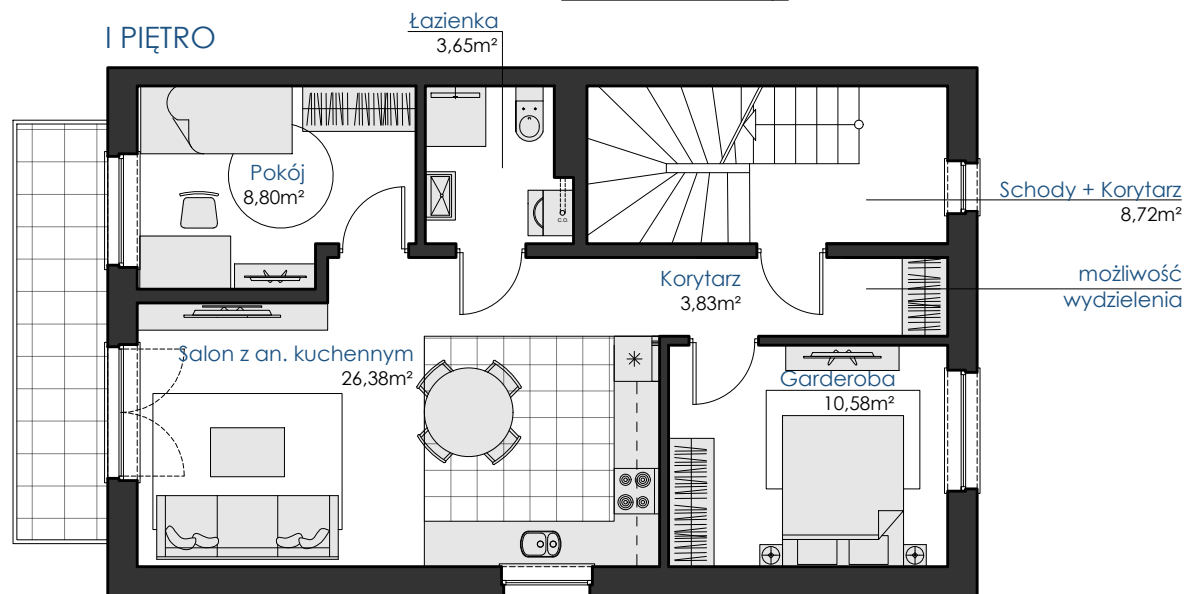 I PIĘTRO
Łazienka
3,65m²
Pokój
8,80m²
Schody + Korytarz
8,72m²
Korytarz
3,83m²
możliwość
wydzielenia
Salon z an. kuchennym
26,38m²
Garderoba
10,58m²
C.O.